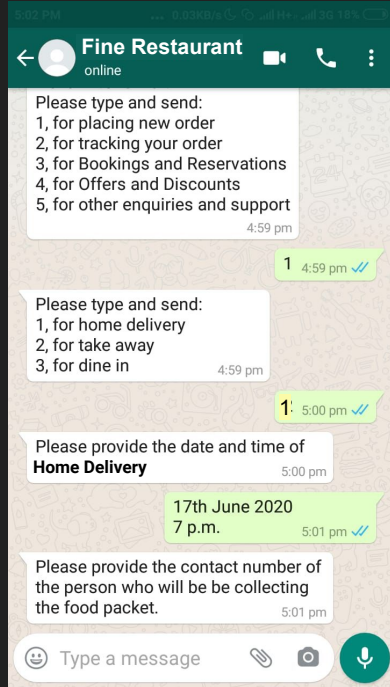 5:02 PM
... 0.03KB/s H+ 3G 18%
Fine Restaurant
online
Please type and send:
1, for placing new order
2, for tracking your order
3, for Bookings and Reservations
4, for Offers and Discounts
5, for other enquiries and support
4:59 pm
1 4:59 pm
Please type and send:
1, for home delivery
2, for take away
3, for dine in
4:59 pm
1 5:00 pm
Please provide the date and time of
Home Delivery
5:00 pm
17th June 2020
7 p.m.
5:01 pm
Please provide the contact number of
the person who will be be collecting
the food packet.
5:01 pm
Type a message